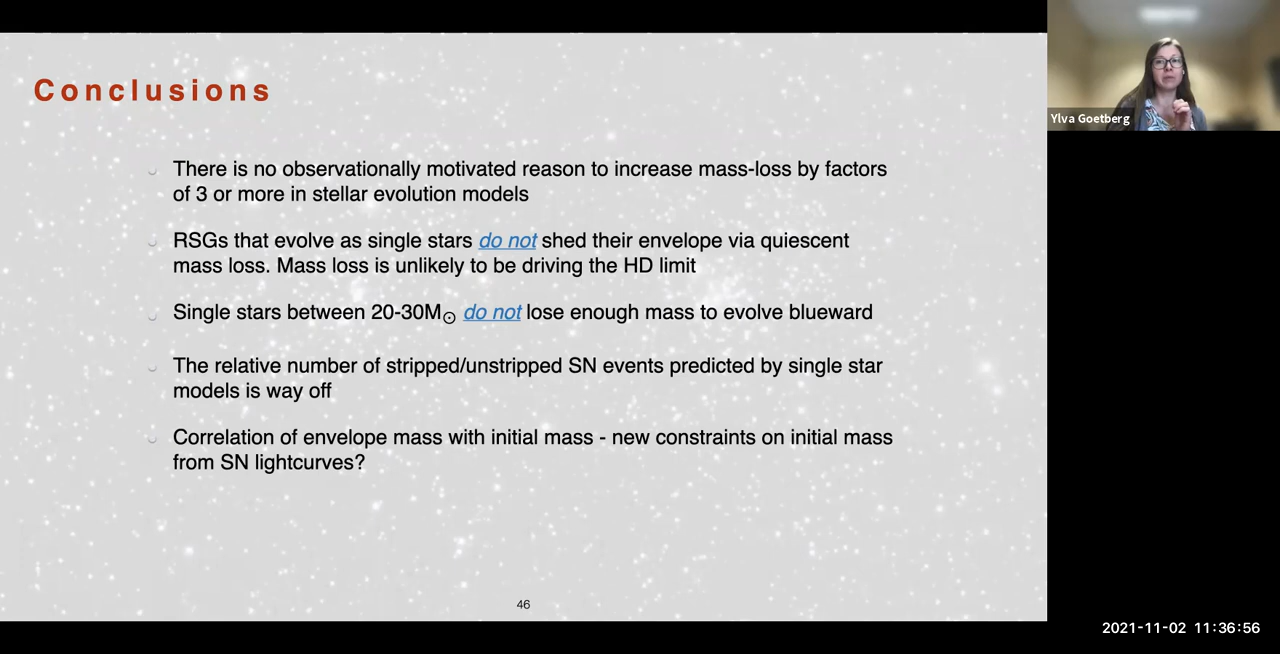 Conclusions
There is no observationally motivated reason to increase mass-loss by factors
of 3 or more in stellar evolution models
RSGs that evolve as single stars do not shed their envelope via quiescent
mass loss. Mass loss is unlikely to be driving the HD limit
Single stars between 20-30M⊙ do not lose enough mass to evolve blueward
The relative number of stripped/unstripped SN events predicted by single star
models is way off
Correlation of envelope mass with initial mass - new constraints on initial mass
from SN lightcurves?
46
Ylva Goetberg
2021-11-02 11:36:56